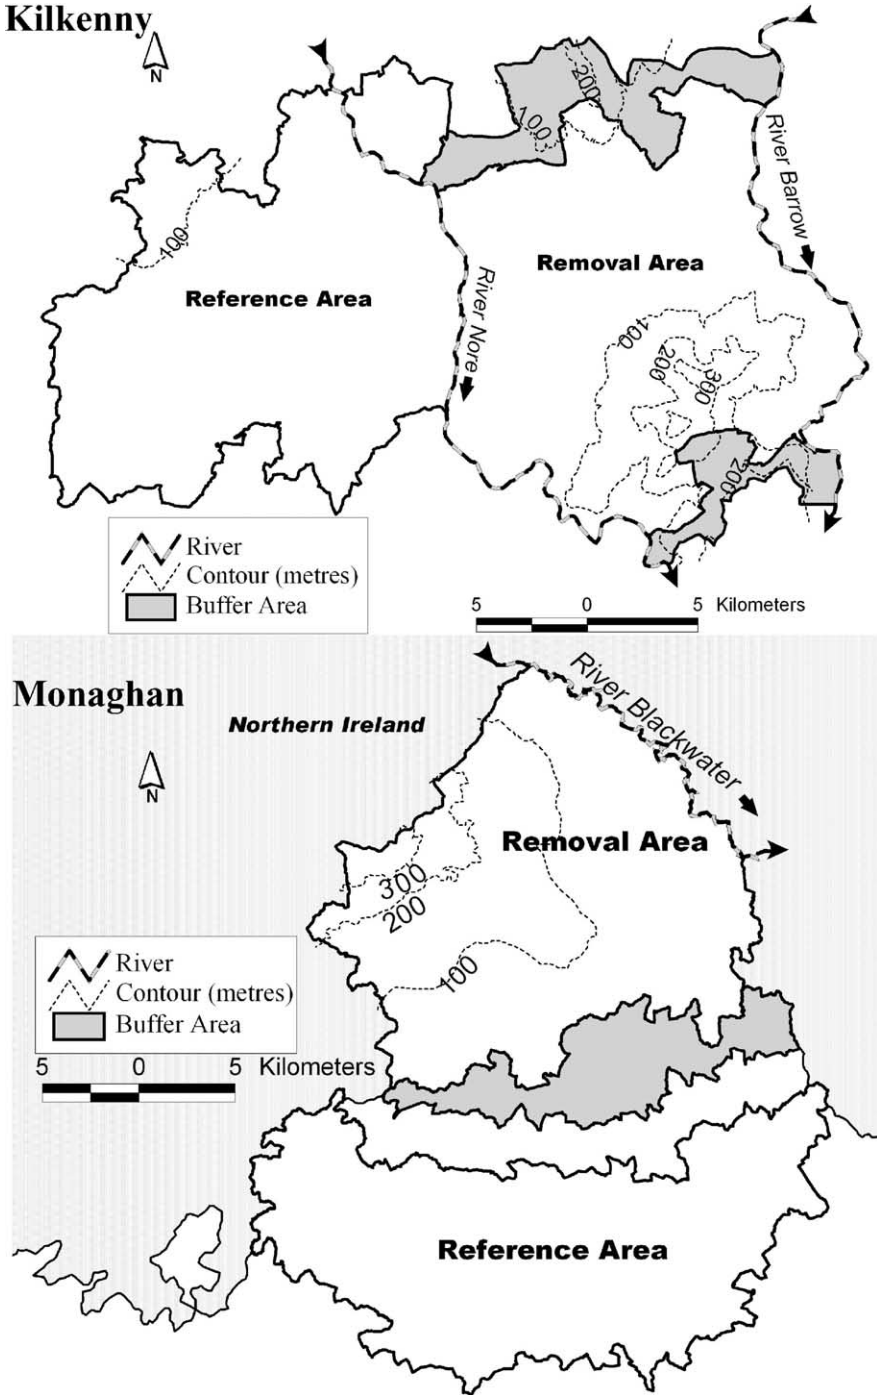 Kilkenny
N
200
100
River Barrow
100
Removal Area
Reference Area
River Nore
100
200
300
200
River
Contour (metres)
Buffer Area
5 0 5 Kilometers
Monaghan
River Blackwater
Northern Ireland
N
Removal Area
300
200
100
River
Contour (metres)
Buffer Area
5 0 5 Kilometers
Reference Area